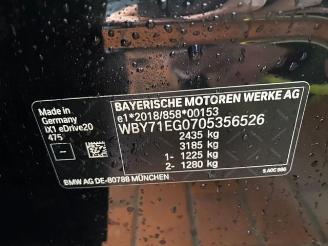 Made in
Germany
iX1 eDrive20
475
BAYERISCHE MOTOREN WERKE AG
e1*2018/858*00153
WBY71EG0705356526
2435 kg
3185 kg
1- 1225 kg
2- 1280 kg
BMW AG DE-80788 MÜNCHEN